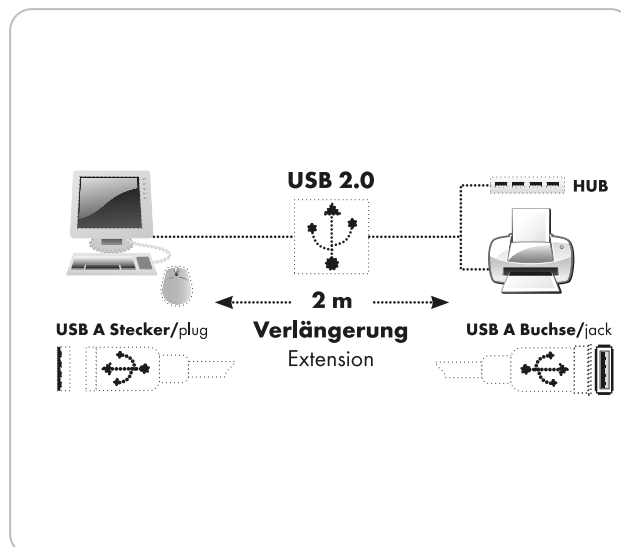 USB 2.0
HUB
2 m
USB A Stecker/plug
Verlängerung
USB A Buchse/jack
Extension